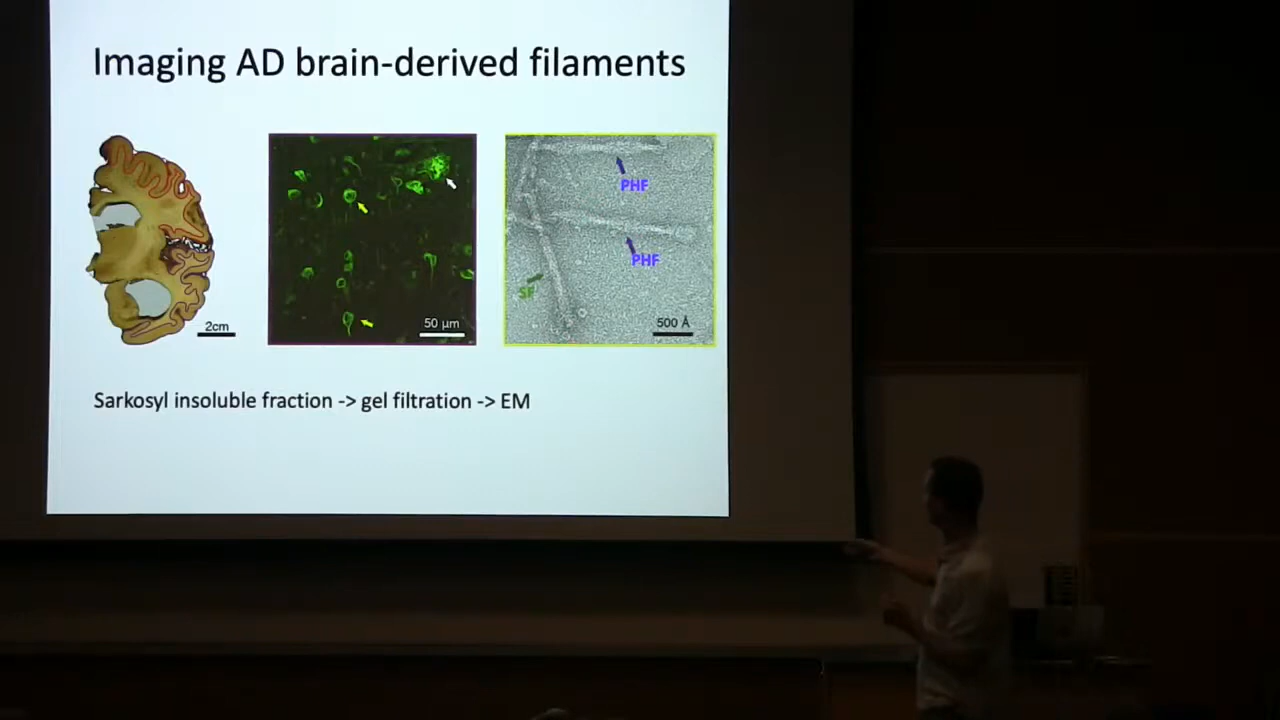 Imaging AD brain-derived filaments
PHF
PHF
SF
2cm
50 µm
500 Å
Sarkosyl insoluble fraction -> gel filtration -> EM